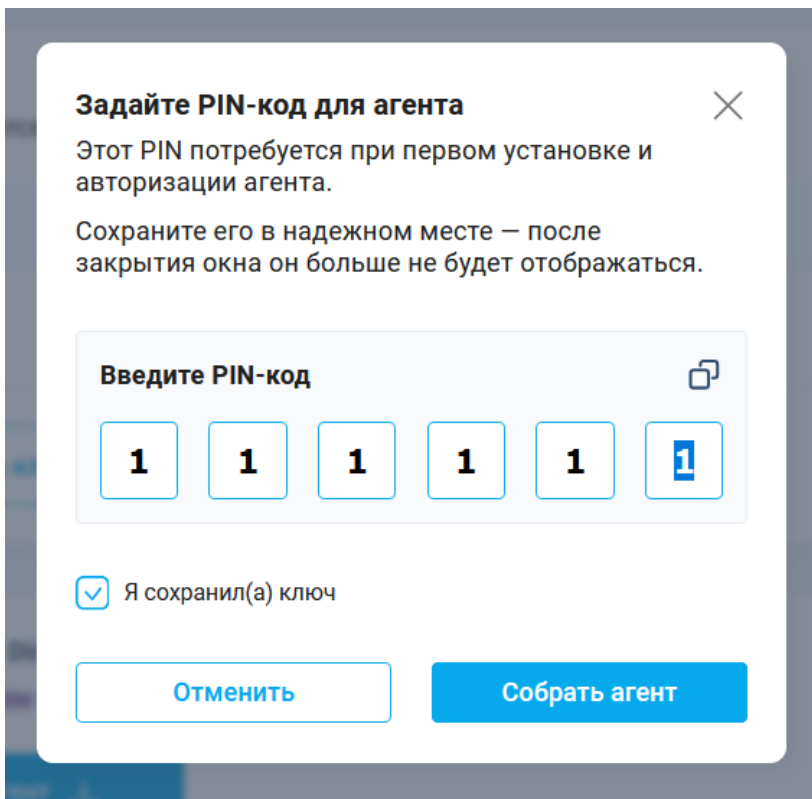 Задайте PIN-код для агента
Этот PIN потребуется при первом установке и
авторизации агента.
Сохраните его в надежном месте — после
закрытия окна он больше не будет отображаться.
Введите PIN-код
1 1 1 1 1 1
Я сохранил(а) ключ
Отменить
Собрать агент